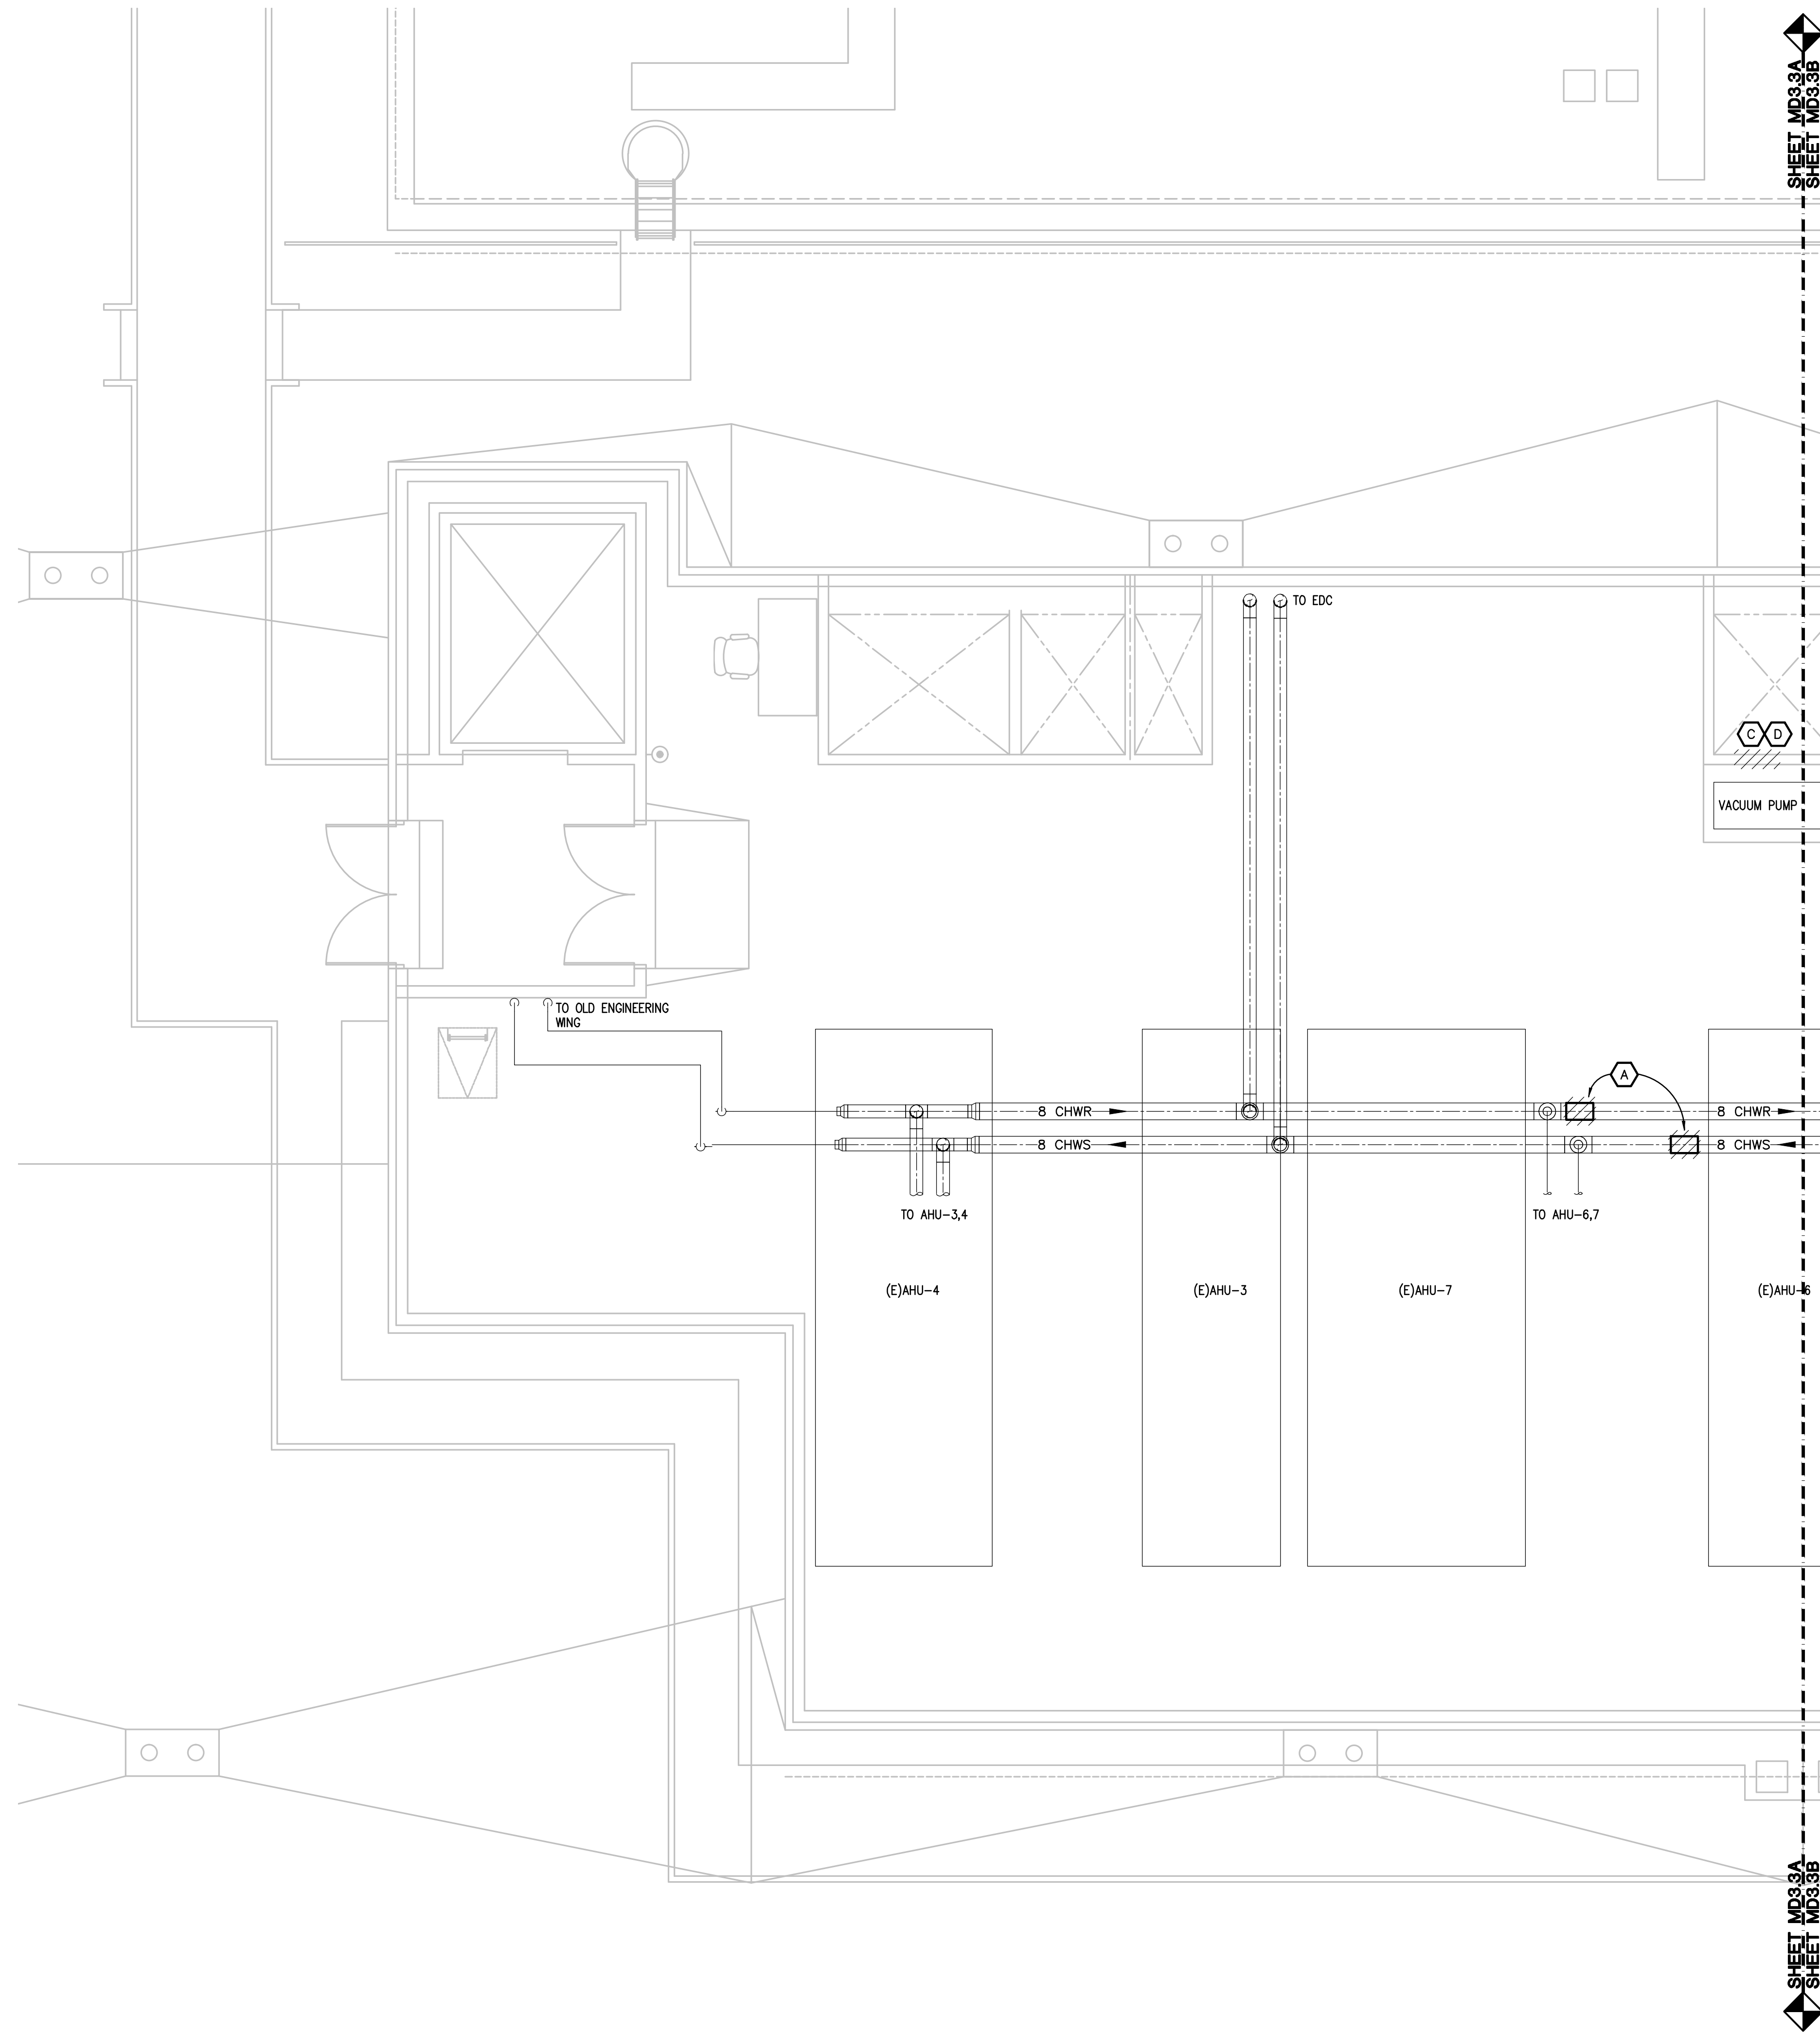 SHEET MD3.3A
SHEET MD3.3B
TO EDC
C D
VACUUM PUMP
TO OLD ENGINEERING
WING
A
8 CHWR
8 CHWR
8 CHWS
8 CHWS
TO AHU-3,4
TO AHU-6,7
(E)AHU-4
(E)AHU-3
(E)AHU-7
(E)AHU-6
SHEET MD3.3A
SHEET MD3.3B